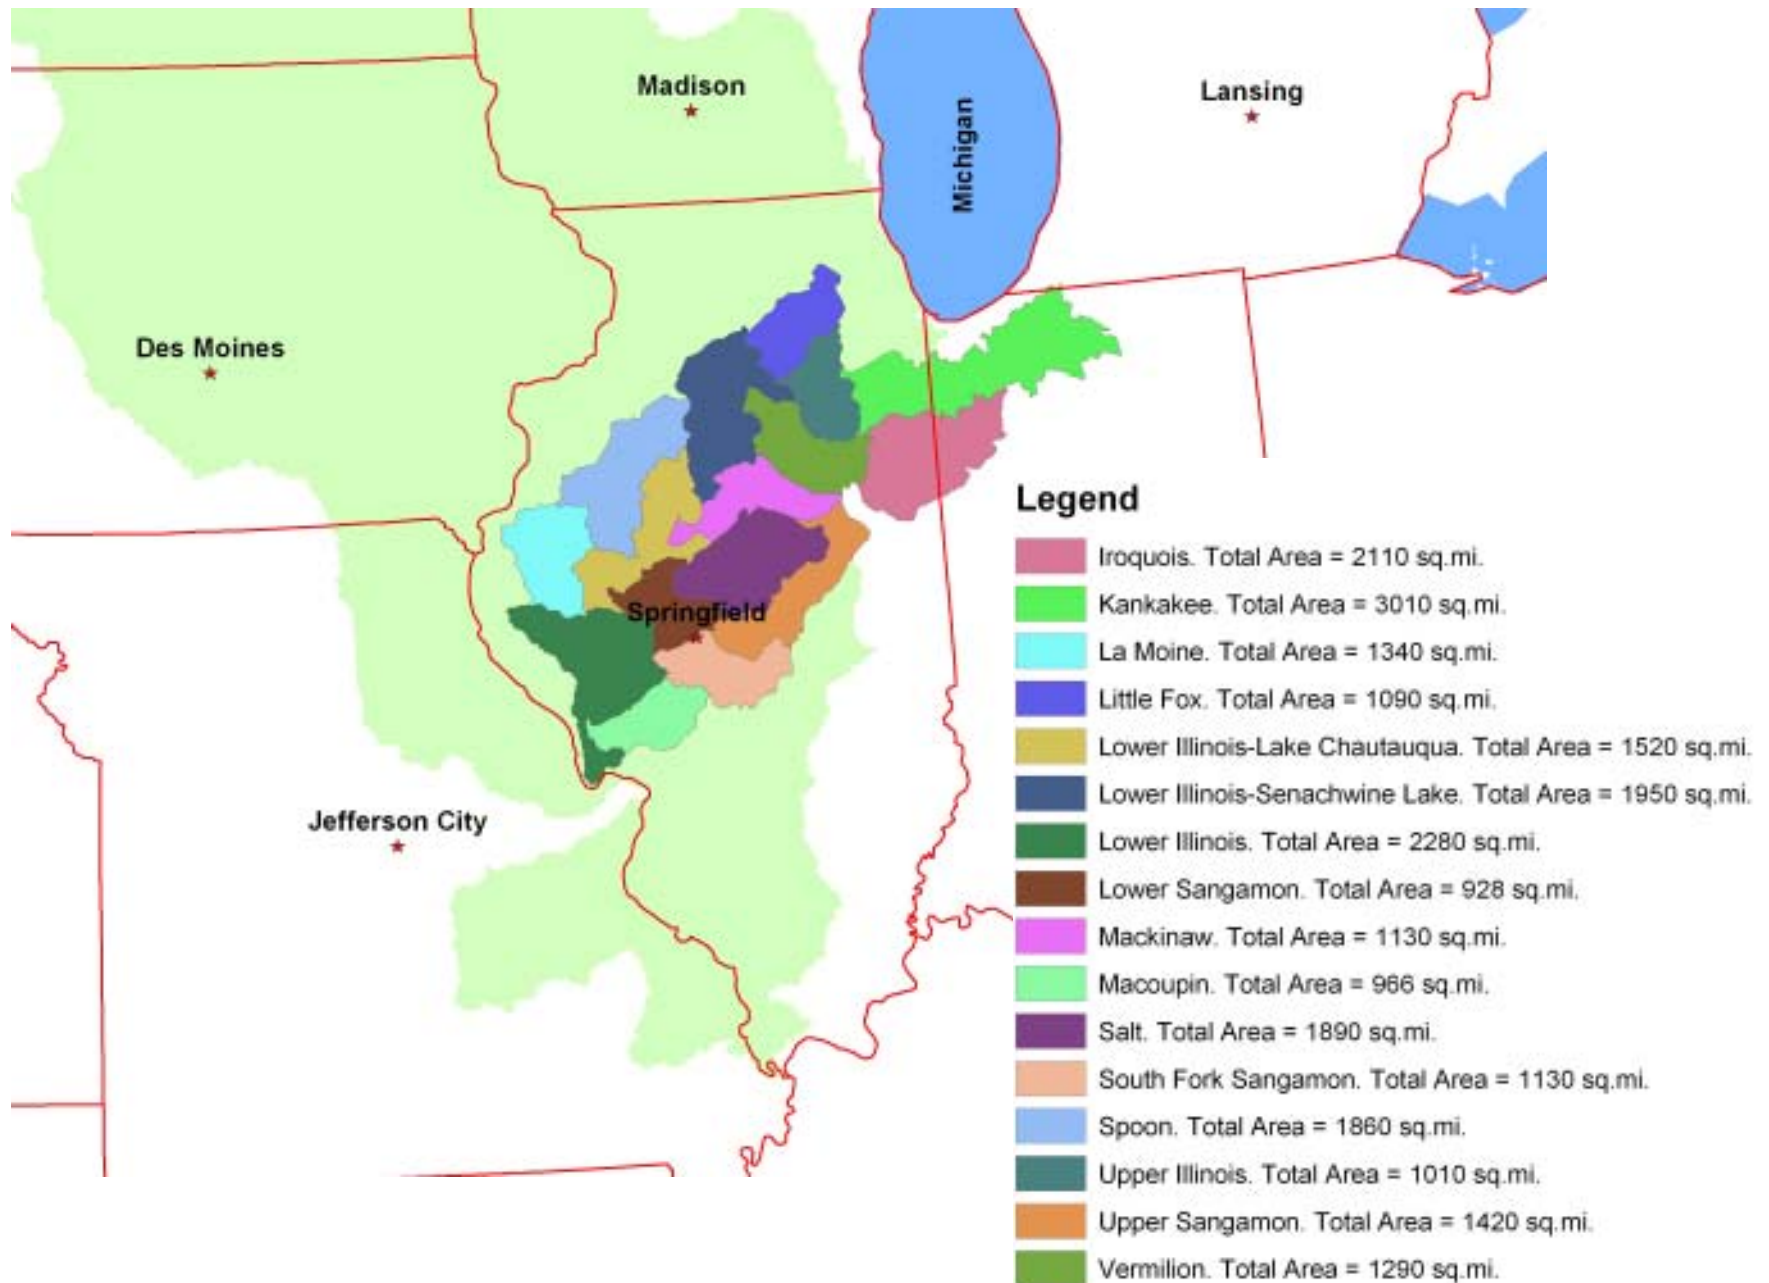 Madison
Lansing
Michigan
Des Moines
Springfield
Jefferson City
Legend
Iroquois. Total Area = 2110 sq.mi.
Kankakee. Total Area = 3010 sq.mi.
La Moine. Total Area = 1340 sq.mi.
Little Fox. Total Area = 1090 sq.mi.
Lower Illinois-Lake Chautauqua. Total Area = 1520 sq.mi.
Lower Illinois-Senachwine Lake. Total Area = 1950 sq.mi.
Lower Illinois. Total Area = 2280 sq.mi.
Lower Sangamon. Total Area = 928 sq.mi.
Mackinaw. Total Area = 1130 sq.mi.
Macoupin. Total Area = 966 sq.mi.
Salt. Total Area = 1890 sq.mi.
South Fork Sangamon. Total Area = 1130 sq.mi.
Spoon. Total Area = 1860 sq.mi.
Upper Illinois. Total Area = 1010 sq.mi.
Upper Sangamon. Total Area = 1420 sq.mi.
Vermilion. Total Area = 1290 sq.mi.